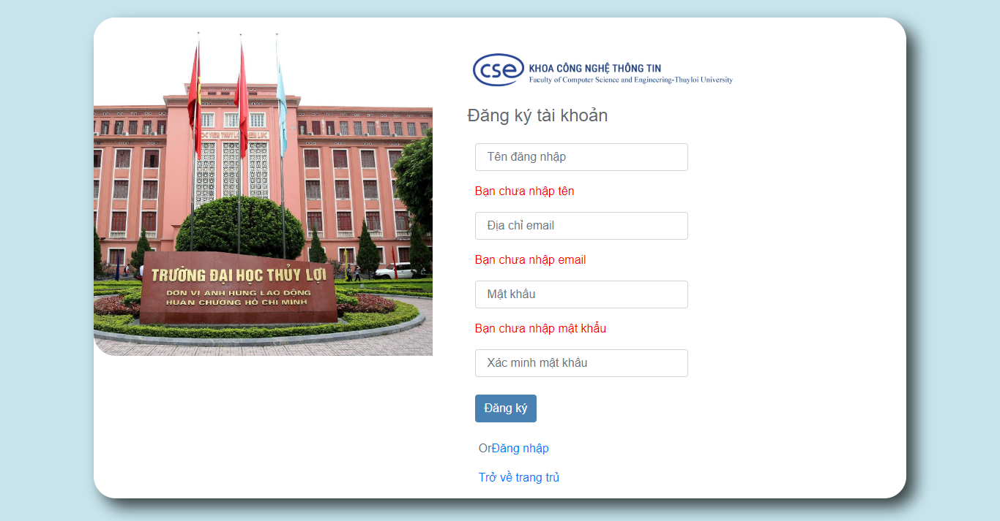 TRƯỜNG ĐẠI HỌC THỦY LỢI
ĐƠN VỊ ANH HÙNG LAO ĐỘNG
HUÂN CHƯƠNG HỒ CHÍ MINH
cse KHOA CÔNG NGHỆ THÔNG TIN
Faculty of Computer Science and Engineering-Thuyloi University
Đăng ký tài khoản
Tên đăng nhập
Bạn chưa nhập tên
Địa chỉ email
Bạn chưa nhập email
Mật khẩu
Bạn chưa nhập mật khẩu
Xác minh mật khẩu
Đăng ký
OrĐăng nhập
Trở về trang trủ